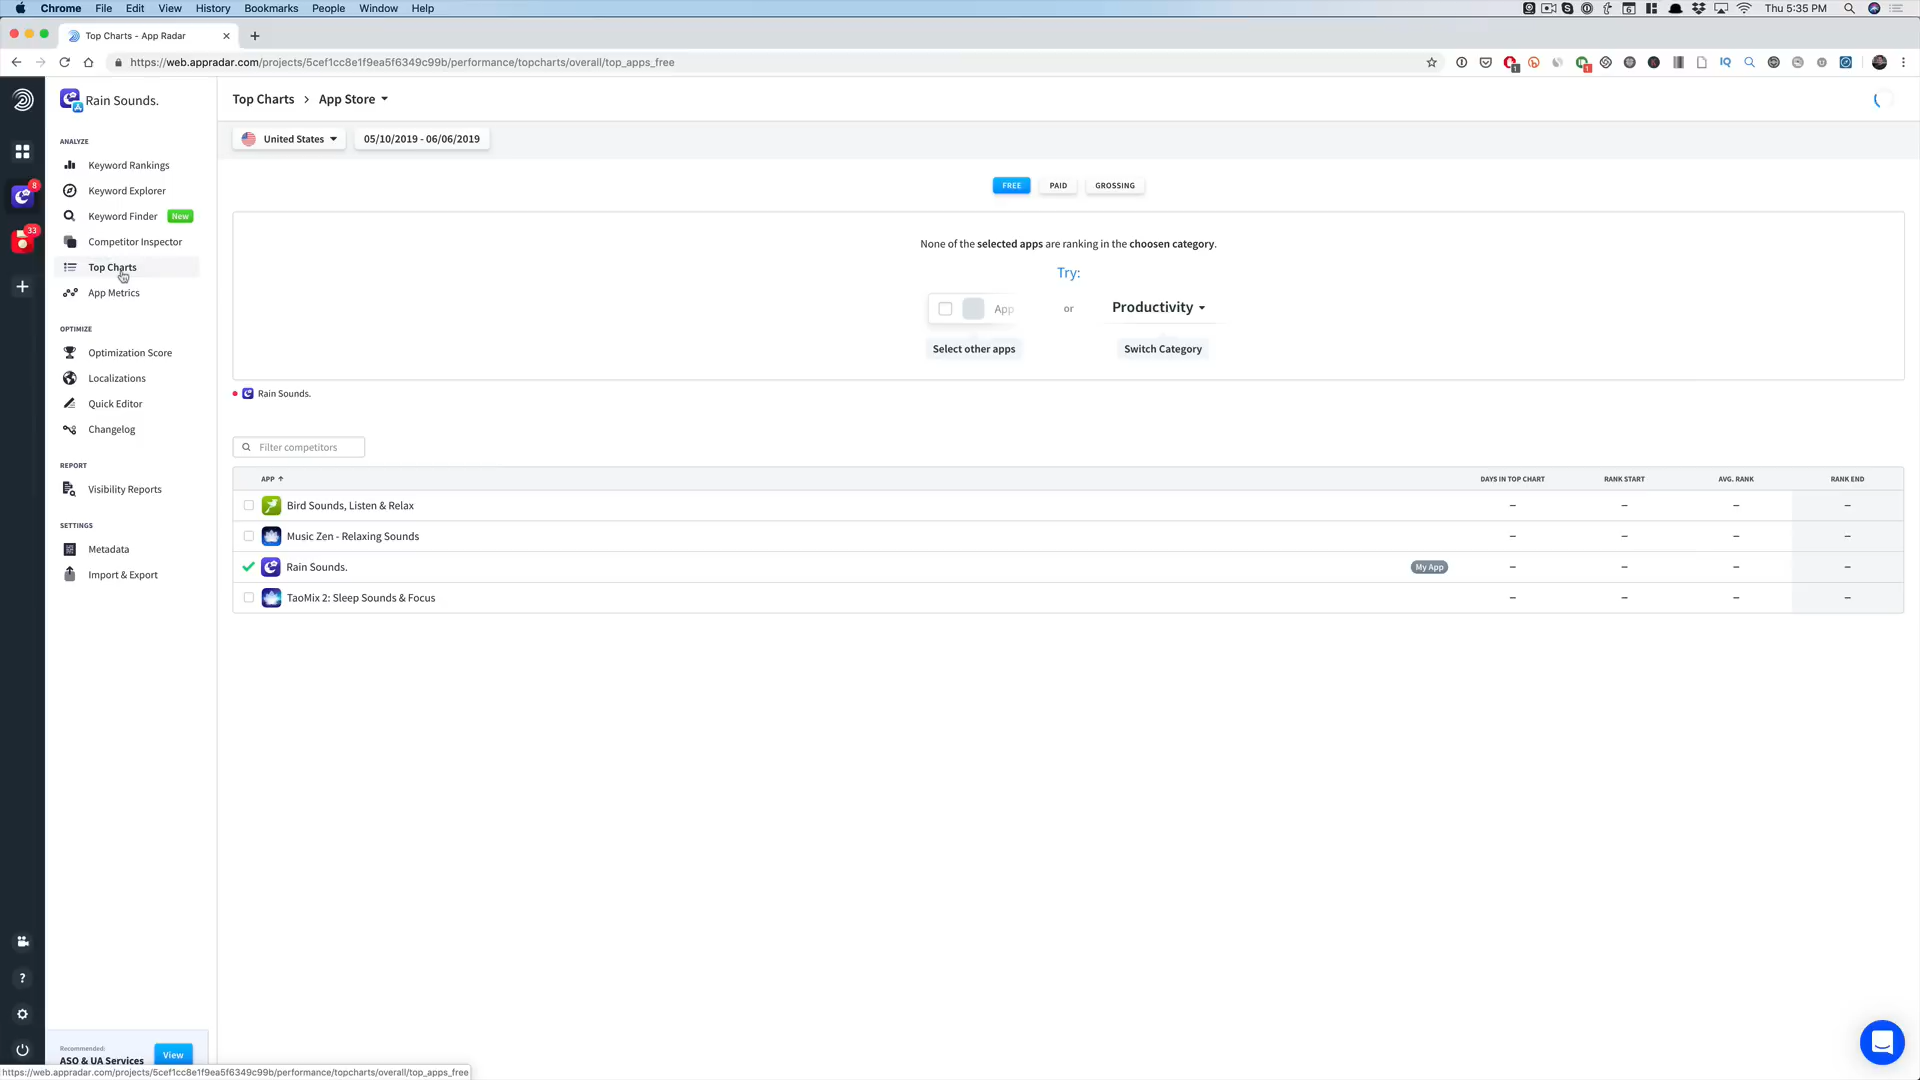 Chrome File Edit View History Bookmarks People Window Help
6
Thu 5:35 PM
Top Charts - App Radar
https://web.appradar.com/projects/5cef1cc8e1f9ea5f6349c99b/performance/topcharts/overall/top_apps_free
1
1
IQ
Rain Sounds.
Top Charts > App Store
United States
05/10/2019 - 06/06/2019
ANALYZE
Keyword Rankings
Keyword Explorer
Keyword Finder New
Competitor Inspector
Top Charts
App Metrics
8
33
OPTIMIZE
Optimization Score
Localizations
Quick Editor
Changelog
REPORT
Visibility Reports
SETTINGS
Metadata
Import & Export
Recommended:
ASO & UA Services
View
FREE PAID GROSSING
None of the selected apps are ranking in the choosen category.
Try:
App or Productivity
Select other apps Switch Category
Rain Sounds.
Filter competitors
APP ↑ DAYS IN TOP CHART RANK START AVG. RANK RANK END
Bird Sounds, Listen & Relax – – – –
Music Zen - Relaxing Sounds – – – –
Rain Sounds. My App – – – –
TaoMix 2: Sleep Sounds & Focus – – – –
?
https://web.appradar.com/projects/5cef1cc8e1f9ea5f6349c99b/performance/topcharts/overall/top_apps_free